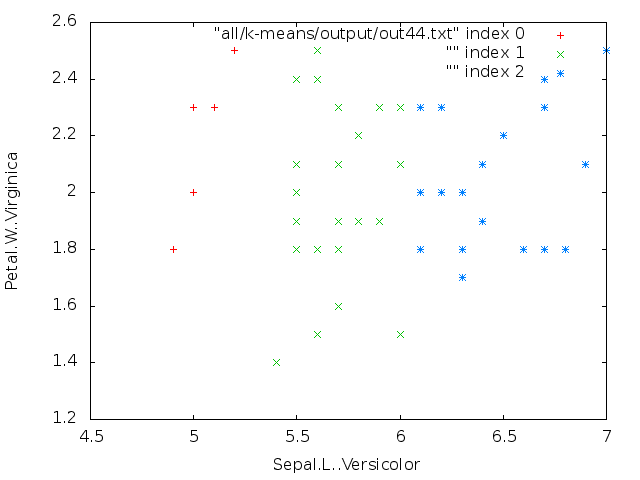 2.6
"all/k-means/output/out44.txt" index 0
"" index 1
"" index 2
2.4
2.2
2
1.8
1.6
1.4
1.2
Petal.W..Virginica
4.5 5 5.5 6 6.5 7
Sepal.L..Versicolor